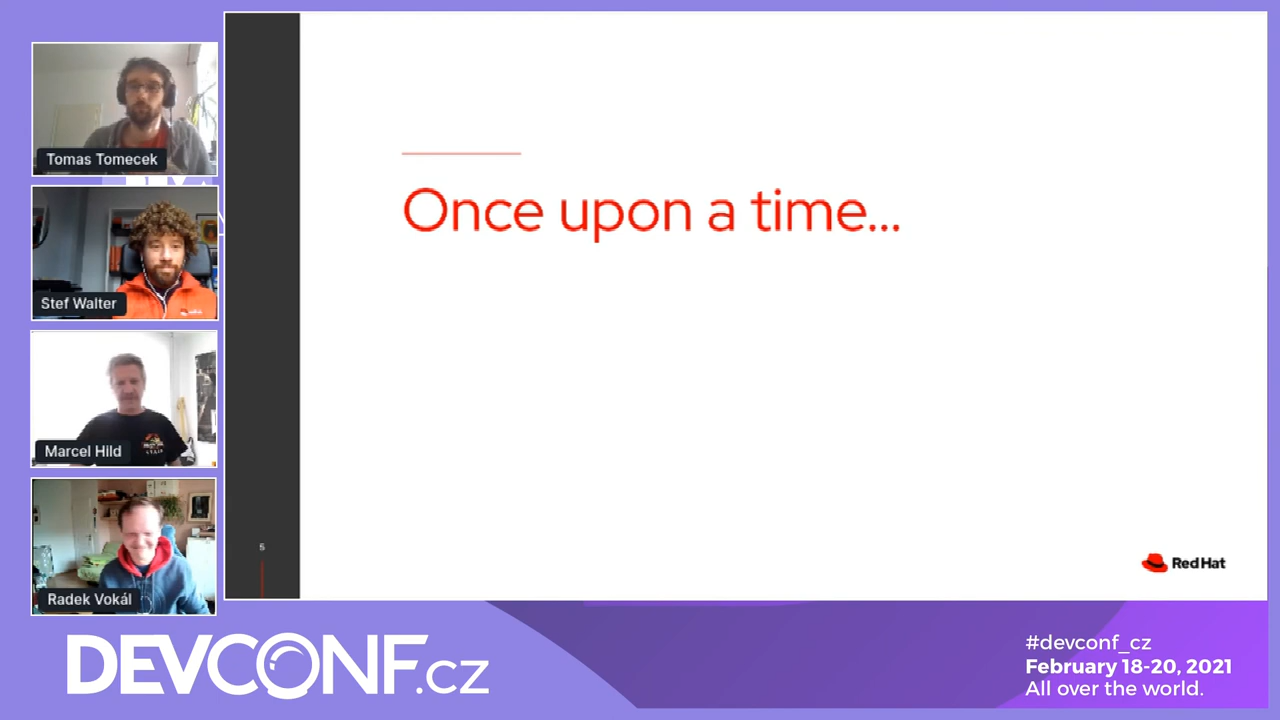 Tomas Tomecek
Stef Walter
Marcel Hild
Radek Vokál
Once upon a time...
5
Red Hat
DEVCONF.cz
#devconf_cz
February 18-20, 2021
All over the world.